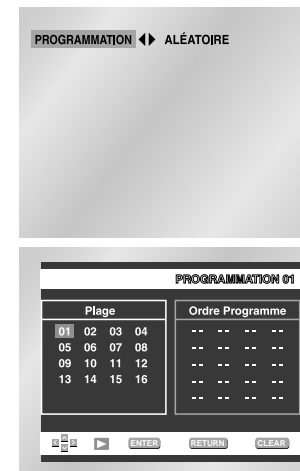 PROGRAMMATION ALÉATOIRE
PROGRAMMATION 01
Plage Ordre Programme
01 02 03 04 -- -- -- --
05 06 07 08 -- -- -- --
09 10 11 12 -- -- -- --
13 14 15 16 -- -- -- --
-- -- -- --
-- -- -- --
ENTER RETURN CLEAR